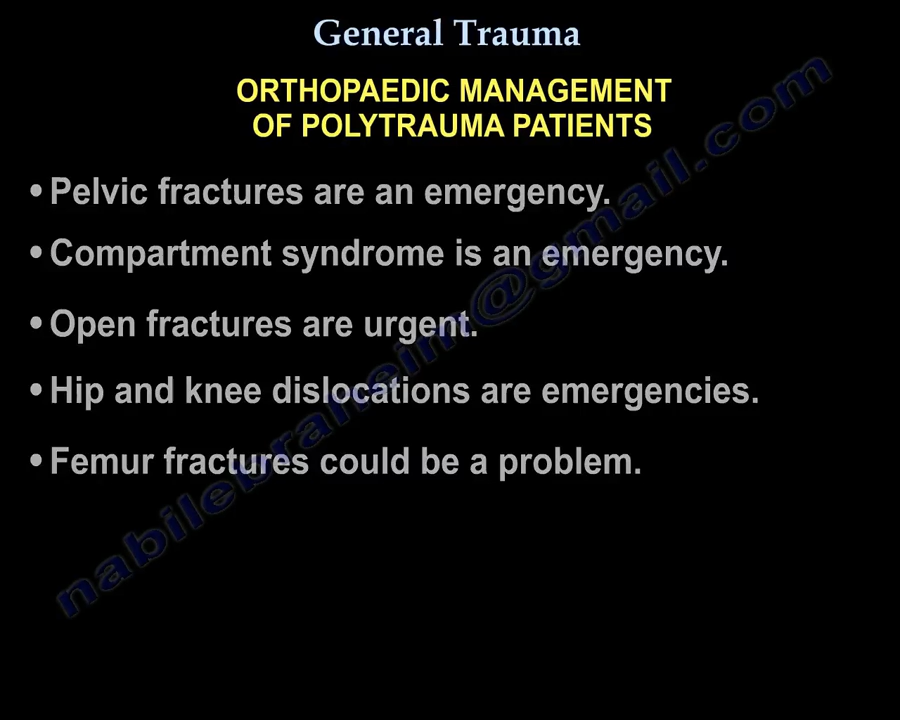 General Trauma
ORTHOPAEDIC MANAGEMENT
OF POLYTRAUMA PATIENTS
• Pelvic fractures are an emergency.
• Compartment syndrome is an emergency.
• Open fractures are urgent.
• Hip and knee dislocations are emergencies.
• Femur fractures could be a problem.
nabilebraheim@gmail.com